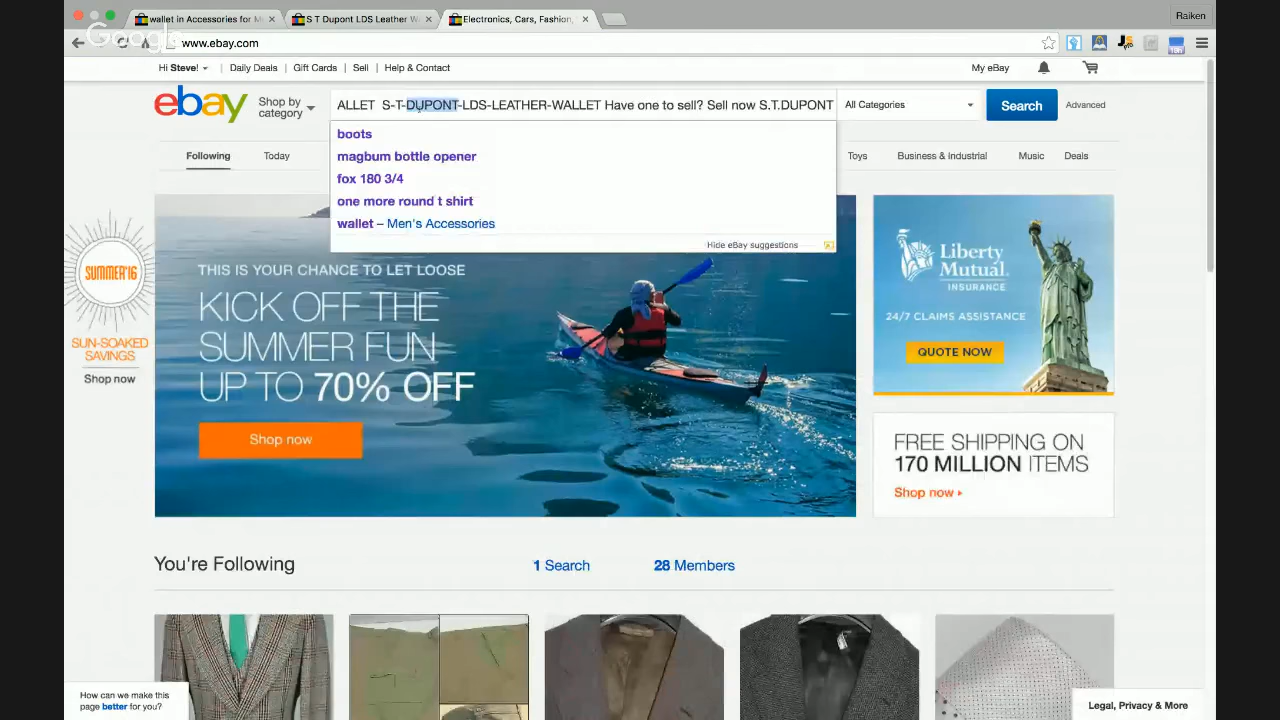 wallet in Accessories for M
S T Dupont LDS Leather W
Electronics, Cars, Fashion,
Raiken
Google
www.ebay.com
Hi Steve! Daily Deals Gift Cards Sell Help & Contact My eBay
ebay
Shop by category
ALLET S-T-DUPONT-LDS-LEATHER-WALLET Have one to sell? Sell now S.T.DUPONT
All Categories
Search
Advanced
boots
magbum bottle opener
fox 180 3/4
one more round t shirt
wallet – Men's Accessories
Hide eBay suggestions
Following Today Toys Business & Industrial Music Deals
SUMMER'16
SUN-SOAKED
SAVINGS
Shop now
THIS IS YOUR CHANCE TO LET LOOSE
KICK OFF THE
SUMMER FUN
UP TO 70% OFF
Shop now
Liberty
Mutual.
INSURANCE
24/7 CLAIMS ASSISTANCE
QUOTE NOW
FREE SHIPPING ON
170 MILLION ITEMS
Shop now
You're Following
1 Search
28 Members
How can we make this
page better for you?
Legal, Privacy & More